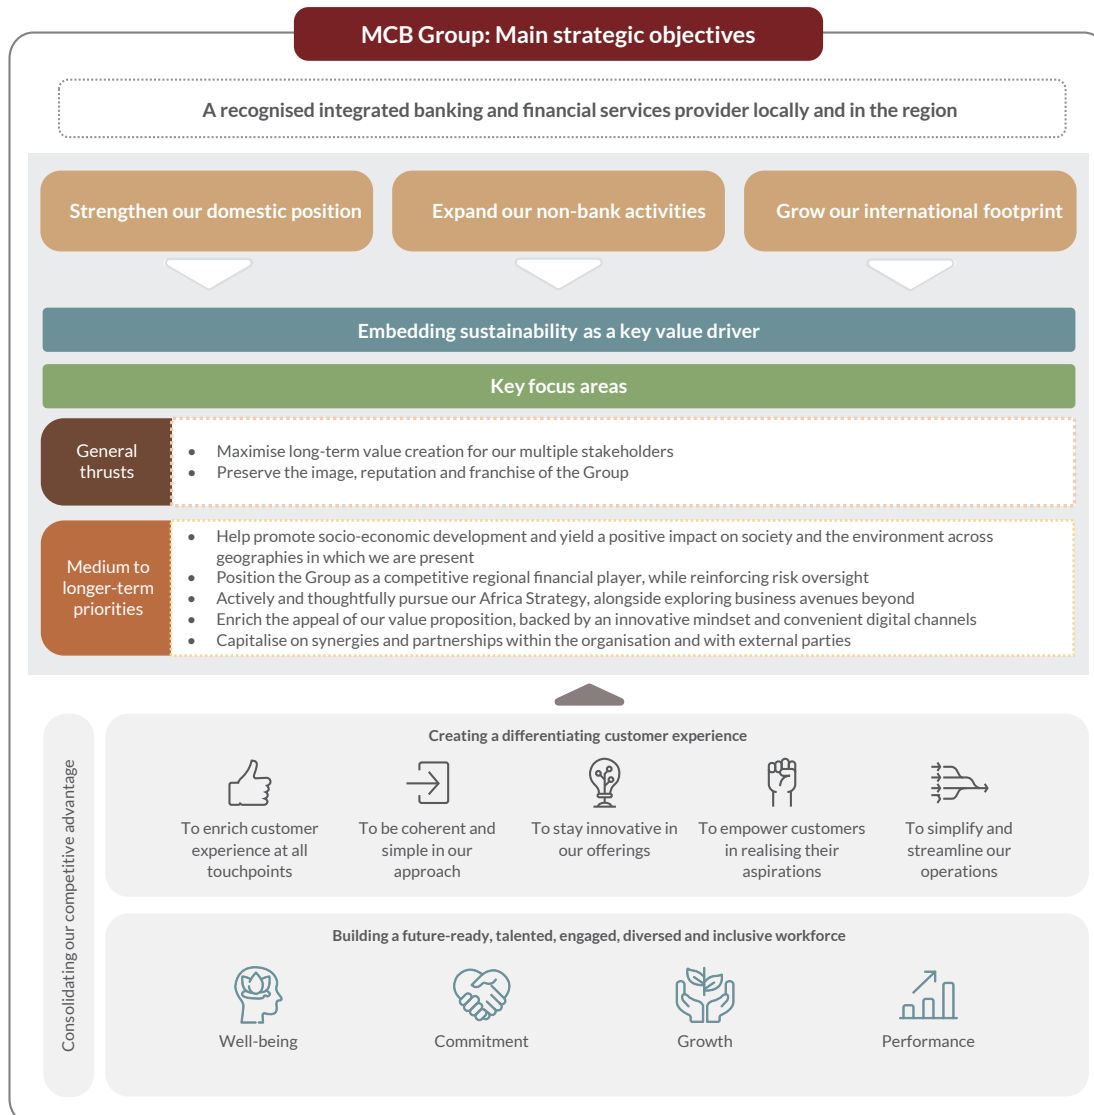 MCB Group: Main strategic objectives
A recognised integrated banking and financial services provider locally and in the region
Strengthen our domestic position
Expand our non-bank activities
Grow our international footprint
Embedding sustainability as a key value driver
Key focus areas
General
thrusts
• Maximise long-term value creation for our multiple stakeholders
• Preserve the image, reputation and franchise of the Group
Medium to
longer-term
priorities
• Help promote socio-economic development and yield a positive impact on society and the environment across
geographies in which we are present
• Position the Group as a competitive regional financial player, while reinforcing risk oversight
• Actively and thoughtfully pursue our Africa Strategy, alongside exploring business avenues beyond
• Enrich the appeal of our value proposition, backed by an innovative mindset and convenient digital channels
• Capitalise on synergies and partnerships within the organisation and with external parties
Consolidating our competitive advantage
Creating a differentiating customer experience
To enrich customer
experience at all
touchpoints
To be coherent and
simple in our
approach
To stay innovative in
our offerings
To empower customers
in realising their
aspirations
To simplify and
streamline our
operations
Building a future-ready, talented, engaged, diversed and inclusive workforce
Well-being
Commitment
Growth
Performance